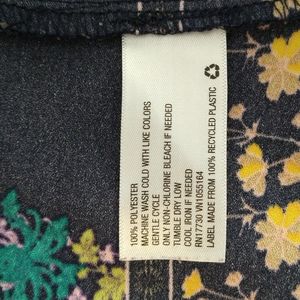 100% POLYESTER
MACHINE WASH COLD WITH LIKE COLORS
GENTLE CYCLE
ONLY NON-CHLORINE BLEACH IF NEEDED
TUMBLE DRY LOW
COOL IRON IF NEEDED
RN17730 VN1055164
LABEL MADE FROM 100% RECYCLED PLASTIC